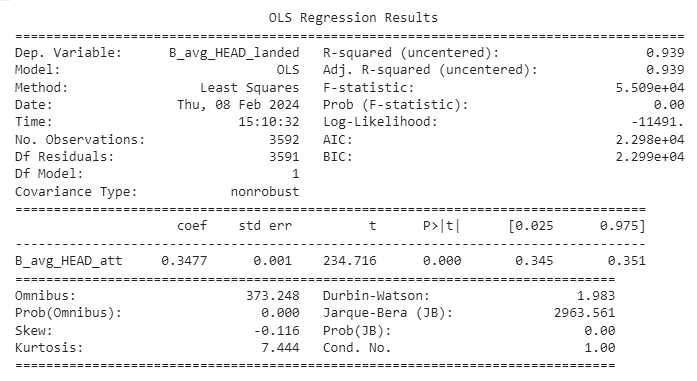 OLS Regression Results
==============================================================================
Dep. Variable: B_avg_HEAD_landed R-squared (uncentered): 0.939
Model: OLS Adj. R-squared (uncentered): 0.939
Method: Least Squares F-statistic: 5.509e+04
Date: Thu, 08 Feb 2024 Prob (F-statistic): 0.00
Time: 15:10:32 Log-Likelihood: -11491.
No. Observations: 3592 AIC: 2.298e+04
Df Residuals: 3591 BIC: 2.299e+04
Df Model: 1
Covariance Type: nonrobust
==============================================================================
coef std err t P>|t| [0.025 0.975]
------------------------------------------------------------------------------
B_avg_HEAD_att 0.3477 0.001 234.716 0.000 0.345 0.351
==============================================================================
Omnibus: 373.248 Durbin-Watson: 1.983
Prob(Omnibus): 0.000 Jarque-Bera (JB): 2963.561
Skew: -0.116 Prob(JB): 0.00
Kurtosis: 7.444 Cond. No. 1.00
==============================================================================